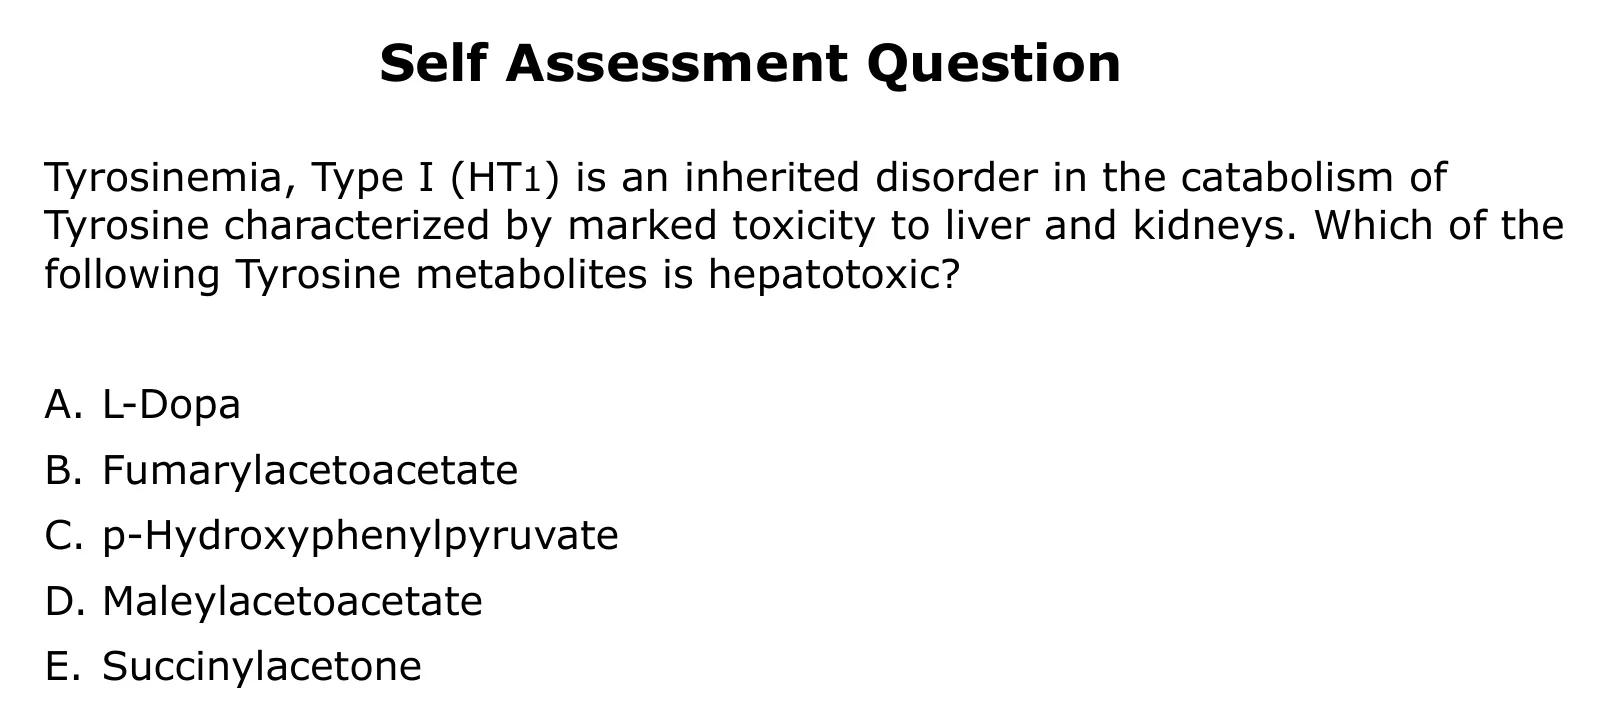 Self Assessment Question
Tyrosinemia, Type I (HT1) is an inherited disorder in the catabolism of
Tyrosine characterized by marked toxicity to liver and kidneys. Which of the
following Tyrosine metabolites is hepatotoxic?
A. L-Dopa
B. Fumarylacetoacetate
C. p-Hydroxyphenylpyruvate
D. Maleylacetoacetate
E. Succinylacetone